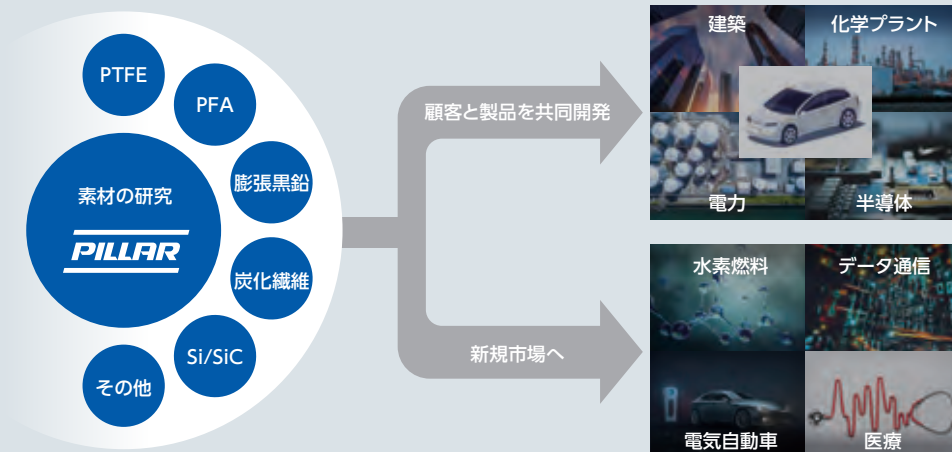 PTFE
PFA
膨張黒鉛
炭化繊維
Si/SiC
その他
素材の研究
PILLAR
顧客と製品を共同開発
新規市場へ
建築
化学プラント
電力
半導体
水素燃料
データ通信
電気自動車
医療